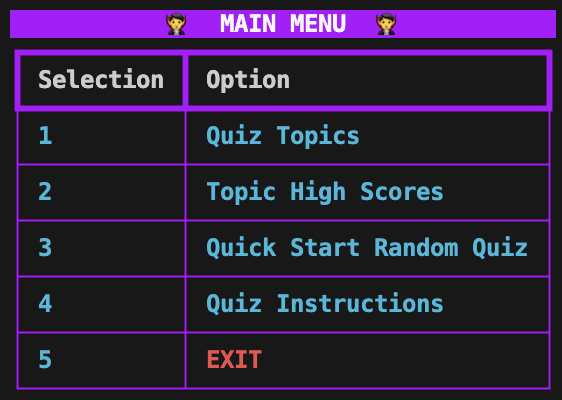 MAIN MENU
Selection Option
1 Quiz Topics
2 Topic High Scores
3 Quick Start Random Quiz
4 Quiz Instructions
5 EXIT